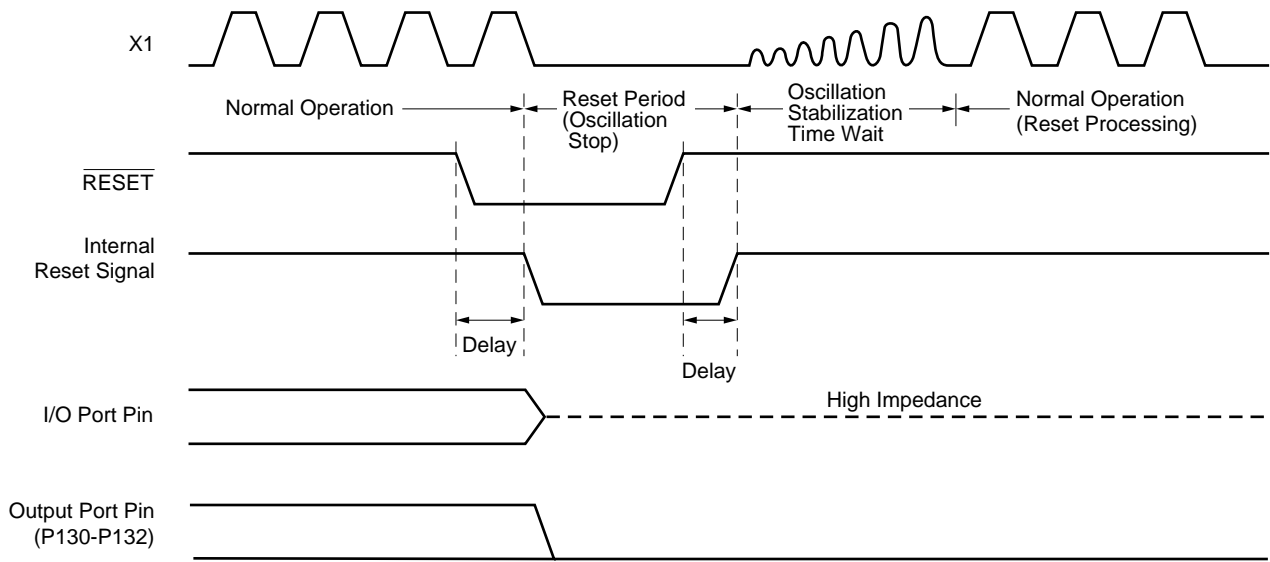 X1
Normal Operation
Reset Period
(Oscillation
Stop)
Oscillation
Stabilization
Time Wait
Normal Operation
(Reset Processing)
RESET
Internal
Reset Signal
Delay
Delay
I/O Port Pin
High Impedance
Output Port Pin
(P130-P132)